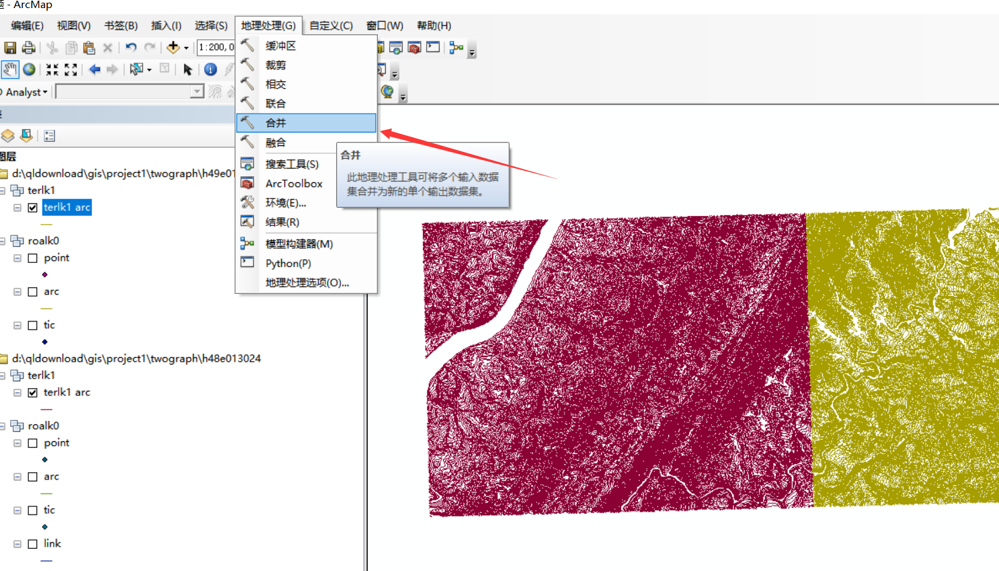 题 - ArcMap
编辑(E) 视图(V) 书签(B) 插入(I) 选择(S) 地理处理(G) 自定义(C) 窗口(W) 帮助(H)
1:200,0
Analyst
缓冲区
裁剪
相交
联合
合并
融合
搜索工具(S)
ArcToolbox
环境(E)...
结果(R)
模型构建器(M)
Python(P)
地理处理选项(O)...
合并
此地理处理工具可将多个输入数据
集合并为新的单个输出数据集。
图层
d:\qldownload\gis\project1\twograph\h49e01
terlk1
terlk1 arc
roalk0
point
arc
tic
d:\qldownload\gis\project1\twograph\h48e013024
terlk1
terlk1 arc
roalk0
point
arc
tic
link